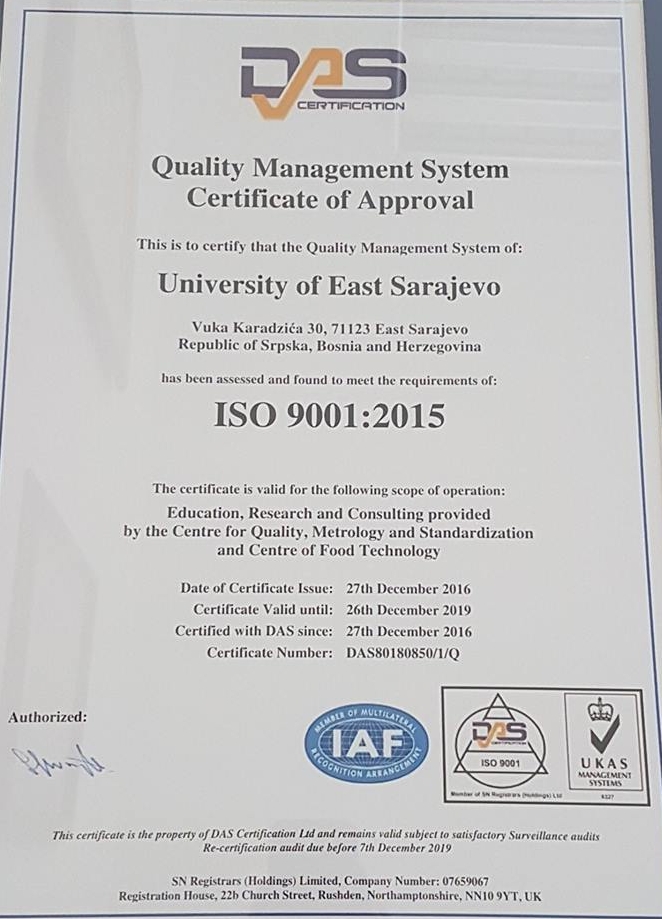 DAS
CERTIFICATION
Quality Management System
Certificate of Approval
This is to certify that the Quality Management System of:
University of East Sarajevo
Vuka Karadzića 30, 71123 East Sarajevo
Republic of Srpska, Bosnia and Herzegovina
has been assessed and found to meet the requirements of:
ISO 9001:2015
The certificate is valid for the following scope of operation:
Education, Research and Consulting provided
by the Centre for Quality, Metrology and Standardization
and Centre of Food Technology
Date of Certificate Issue: 27th December 2016
Certificate Valid until: 26th December 2019
Certified with DAS since: 27th December 2016
Certificate Number: DAS80180850/1/Q
Authorized:
MEMBER OF MULTILATERAL
IAF
RECOGNITION ARRANGEMENT
DAS
CERTIFICATION
ISO 9001
Member of SN Registrars (Holdings) Ltd
UKAS
MANAGEMENT
SYSTEMS
This certificate is the property of DAS Certification Ltd and remains valid subject to satisfactory Surveillance audits
Re-certification audit due before 7th December 2019
SN Registrars (Holdings) Limited, Company Number: 07659067
Registration House, 22b Church Street, Rushden, Northamptonshire, NN10 9YT, UK